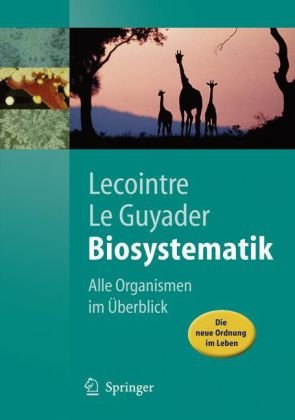 Lecointre
Le Guyader
Biosystematik
Alle Organismen
im Überblick
Die
neue Ordnung
im Leben
Springer